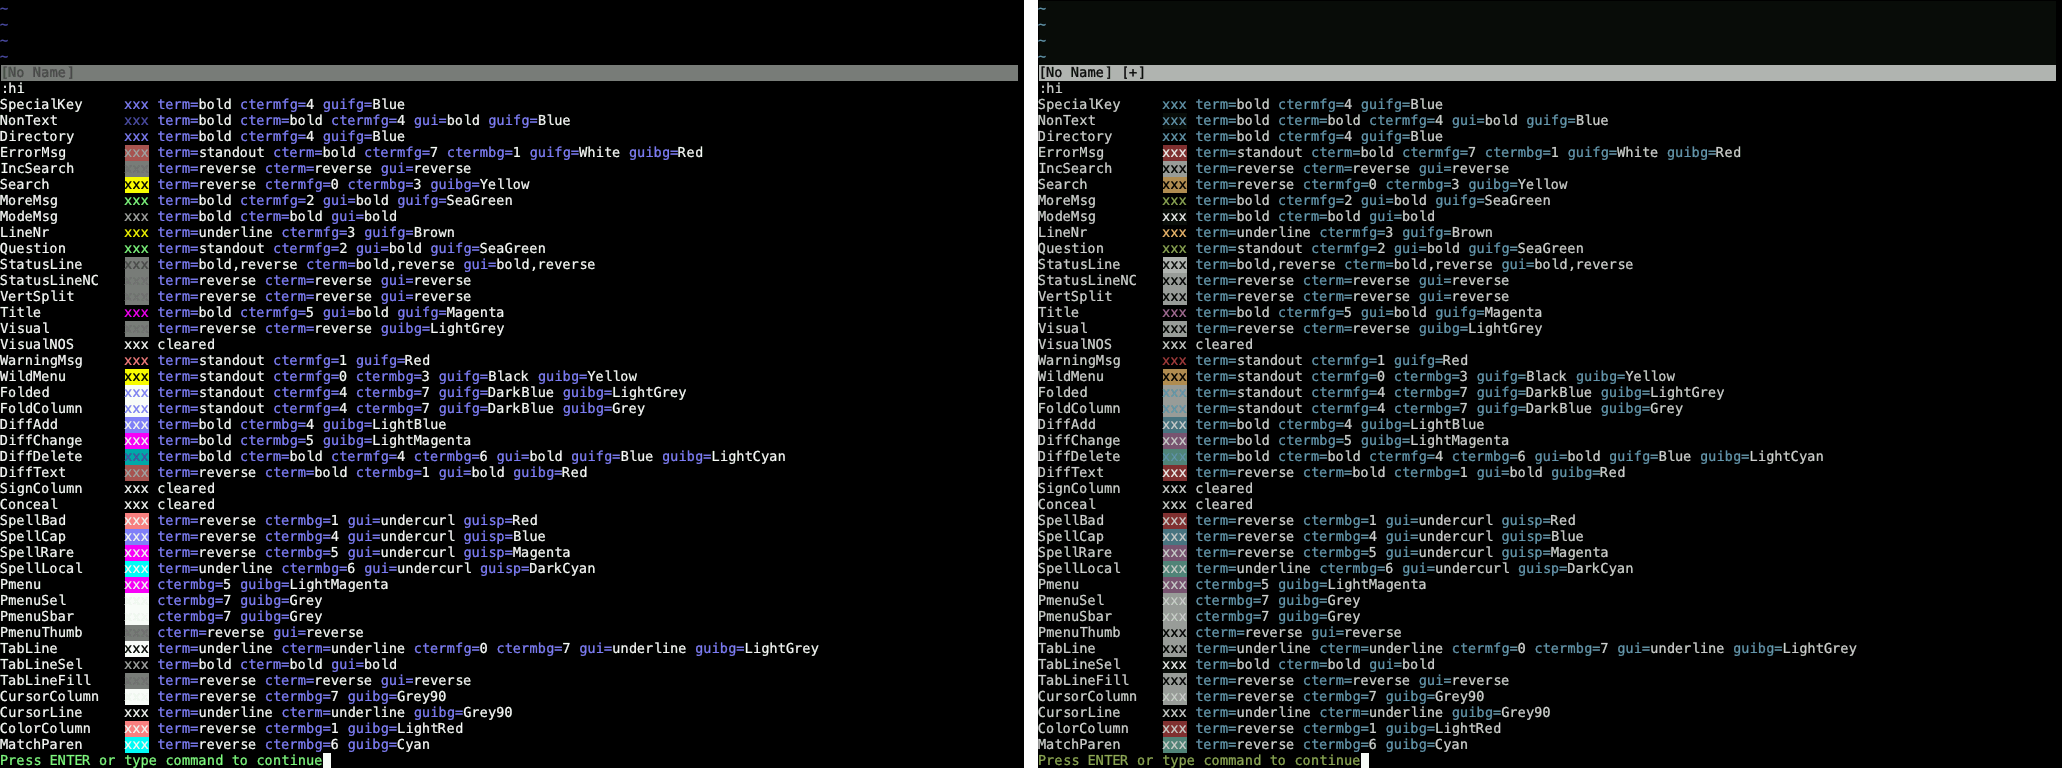 ~
~
~
~
[No Name]
:hi
SpecialKey xxx term=bold ctermfg=4 guifg=Blue
NonText xxx term=bold cterm=bold ctermfg=4 gui=bold guifg=Blue
Directory xxx term=bold ctermfg=4 guifg=Blue
ErrorMsg xxx term=standout cterm=bold ctermfg=7 ctermbg=1 guifg=White guibg=Red
IncSearch xxx term=reverse cterm=reverse gui=reverse
Search xxx term=reverse ctermfg=0 ctermbg=3 guibg=Yellow
MoreMsg xxx term=bold ctermfg=2 gui=bold guifg=SeaGreen
ModeMsg xxx term=bold cterm=bold gui=bold
LineNr xxx term=underline ctermfg=3 guifg=Brown
Question xxx term=standout ctermfg=2 gui=bold guifg=SeaGreen
StatusLine xxx term=bold,reverse cterm=bold,reverse gui=bold,reverse
StatusLineNC xxx term=reverse cterm=reverse gui=reverse
VertSplit xxx term=reverse cterm=reverse gui=reverse
Title xxx term=bold ctermfg=5 gui=bold guifg=Magenta
Visual xxx term=reverse cterm=reverse guibg=LightGrey
VisualNOS xxx cleared
WarningMsg xxx term=standout ctermfg=1 guifg=Red
WildMenu xxx term=standout ctermfg=0 ctermbg=3 guifg=Black guibg=Yellow
Folded xxx term=standout ctermfg=4 ctermbg=7 guifg=DarkBlue guibg=LightGrey
FoldColumn xxx term=standout ctermfg=4 ctermbg=7 guifg=DarkBlue guibg=Grey
DiffAdd xxx term=bold ctermbg=4 guibg=LightBlue
DiffChange xxx term=bold ctermbg=5 guibg=LightMagenta
DiffDelete xxx term=bold cterm=bold ctermfg=4 ctermbg=6 gui=bold guifg=Blue guibg=LightCyan
DiffText xxx term=reverse cterm=bold ctermbg=1 gui=bold guibg=Red
SignColumn xxx cleared
Conceal xxx cleared
SpellBad xxx term=reverse ctermbg=1 gui=undercurl guisp=Red
SpellCap xxx term=reverse ctermbg=4 gui=undercurl guisp=Blue
SpellRare xxx term=reverse ctermbg=5 gui=undercurl guisp=Magenta
SpellLocal xxx term=underline ctermbg=6 gui=undercurl guisp=DarkCyan
Pmenu xxx ctermbg=5 guibg=LightMagenta
PmenuSel ctermbg=7 guibg=Grey
PmenuSbar ctermbg=7 guibg=Grey
PmenuThumb xxx cterm=reverse gui=reverse
TabLine xxx term=underline cterm=underline ctermfg=0 ctermbg=7 gui=underline guibg=LightGrey
TabLineSel xxx term=bold cterm=bold gui=bold
TabLineFill xxx term=reverse cterm=reverse gui=reverse
CursorColumn term=reverse ctermbg=7 guibg=Grey90
CursorLine xxx term=underline cterm=underline guibg=Grey90
ColorColumn xxx term=reverse ctermbg=1 guibg=LightRed
MatchParen xxx term=reverse ctermbg=6 guibg=Cyan
Press ENTER or type command to continue
~
~
~
~
[No Name] [+]
:hi
SpecialKey xxx term=bold ctermfg=4 guifg=Blue
NonText xxx term=bold cterm=bold ctermfg=4 gui=bold guifg=Blue
Directory xxx term=bold ctermfg=4 guifg=Blue
ErrorMsg xxx term=standout cterm=bold ctermfg=7 ctermbg=1 guifg=White guibg=Red
IncSearch xxx term=reverse cterm=reverse gui=reverse
Search xxx term=reverse ctermfg=0 ctermbg=3 guibg=Yellow
MoreMsg xxx term=bold ctermfg=2 gui=bold guifg=SeaGreen
ModeMsg xxx term=bold cterm=bold gui=bold
LineNr xxx term=underline ctermfg=3 guifg=Brown
Question xxx term=standout ctermfg=2 gui=bold guifg=SeaGreen
StatusLine xxx term=bold,reverse cterm=bold,reverse gui=bold,reverse
StatusLineNC xxx term=reverse cterm=reverse gui=reverse
VertSplit xxx term=reverse cterm=reverse gui=reverse
Title xxx term=bold ctermfg=5 gui=bold guifg=Magenta
Visual xxx term=reverse cterm=reverse guibg=LightGrey
VisualNOS xxx cleared
WarningMsg xxx term=standout ctermfg=1 guifg=Red
WildMenu xxx term=standout ctermfg=0 ctermbg=3 guifg=Black guibg=Yellow
Folded xxx term=standout ctermfg=4 ctermbg=7 guifg=DarkBlue guibg=LightGrey
FoldColumn xxx term=standout ctermfg=4 ctermbg=7 guifg=DarkBlue guibg=Grey
DiffAdd xxx term=bold ctermbg=4 guibg=LightBlue
DiffChange xxx term=bold ctermbg=5 guibg=LightMagenta
DiffDelete xxx term=bold cterm=bold ctermfg=4 ctermbg=6 gui=bold guifg=Blue guibg=LightCyan
DiffText xxx term=reverse cterm=bold ctermbg=1 gui=bold guibg=Red
SignColumn xxx cleared
Conceal xxx cleared
SpellBad xxx term=reverse ctermbg=1 gui=undercurl guisp=Red
SpellCap xxx term=reverse ctermbg=4 gui=undercurl guisp=Blue
SpellRare xxx term=reverse ctermbg=5 gui=undercurl guisp=Magenta
SpellLocal xxx term=underline ctermbg=6 gui=undercurl guisp=DarkCyan
Pmenu xxx ctermbg=5 guibg=LightMagenta
PmenuSel xxx ctermbg=7 guibg=Grey
PmenuSbar xxx ctermbg=7 guibg=Grey
PmenuThumb xxx cterm=reverse gui=reverse
TabLine xxx term=underline cterm=underline ctermfg=0 ctermbg=7 gui=underline guibg=LightGrey
TabLineSel xxx term=bold cterm=bold gui=bold
TabLineFill xxx term=reverse cterm=reverse gui=reverse
CursorColumn xxx term=reverse ctermbg=7 guibg=Grey90
CursorLine xxx term=underline cterm=underline guibg=Grey90
ColorColumn xxx term=reverse ctermbg=1 guibg=LightRed
MatchParen xxx term=reverse ctermbg=6 guibg=Cyan
Press ENTER or type command to continue